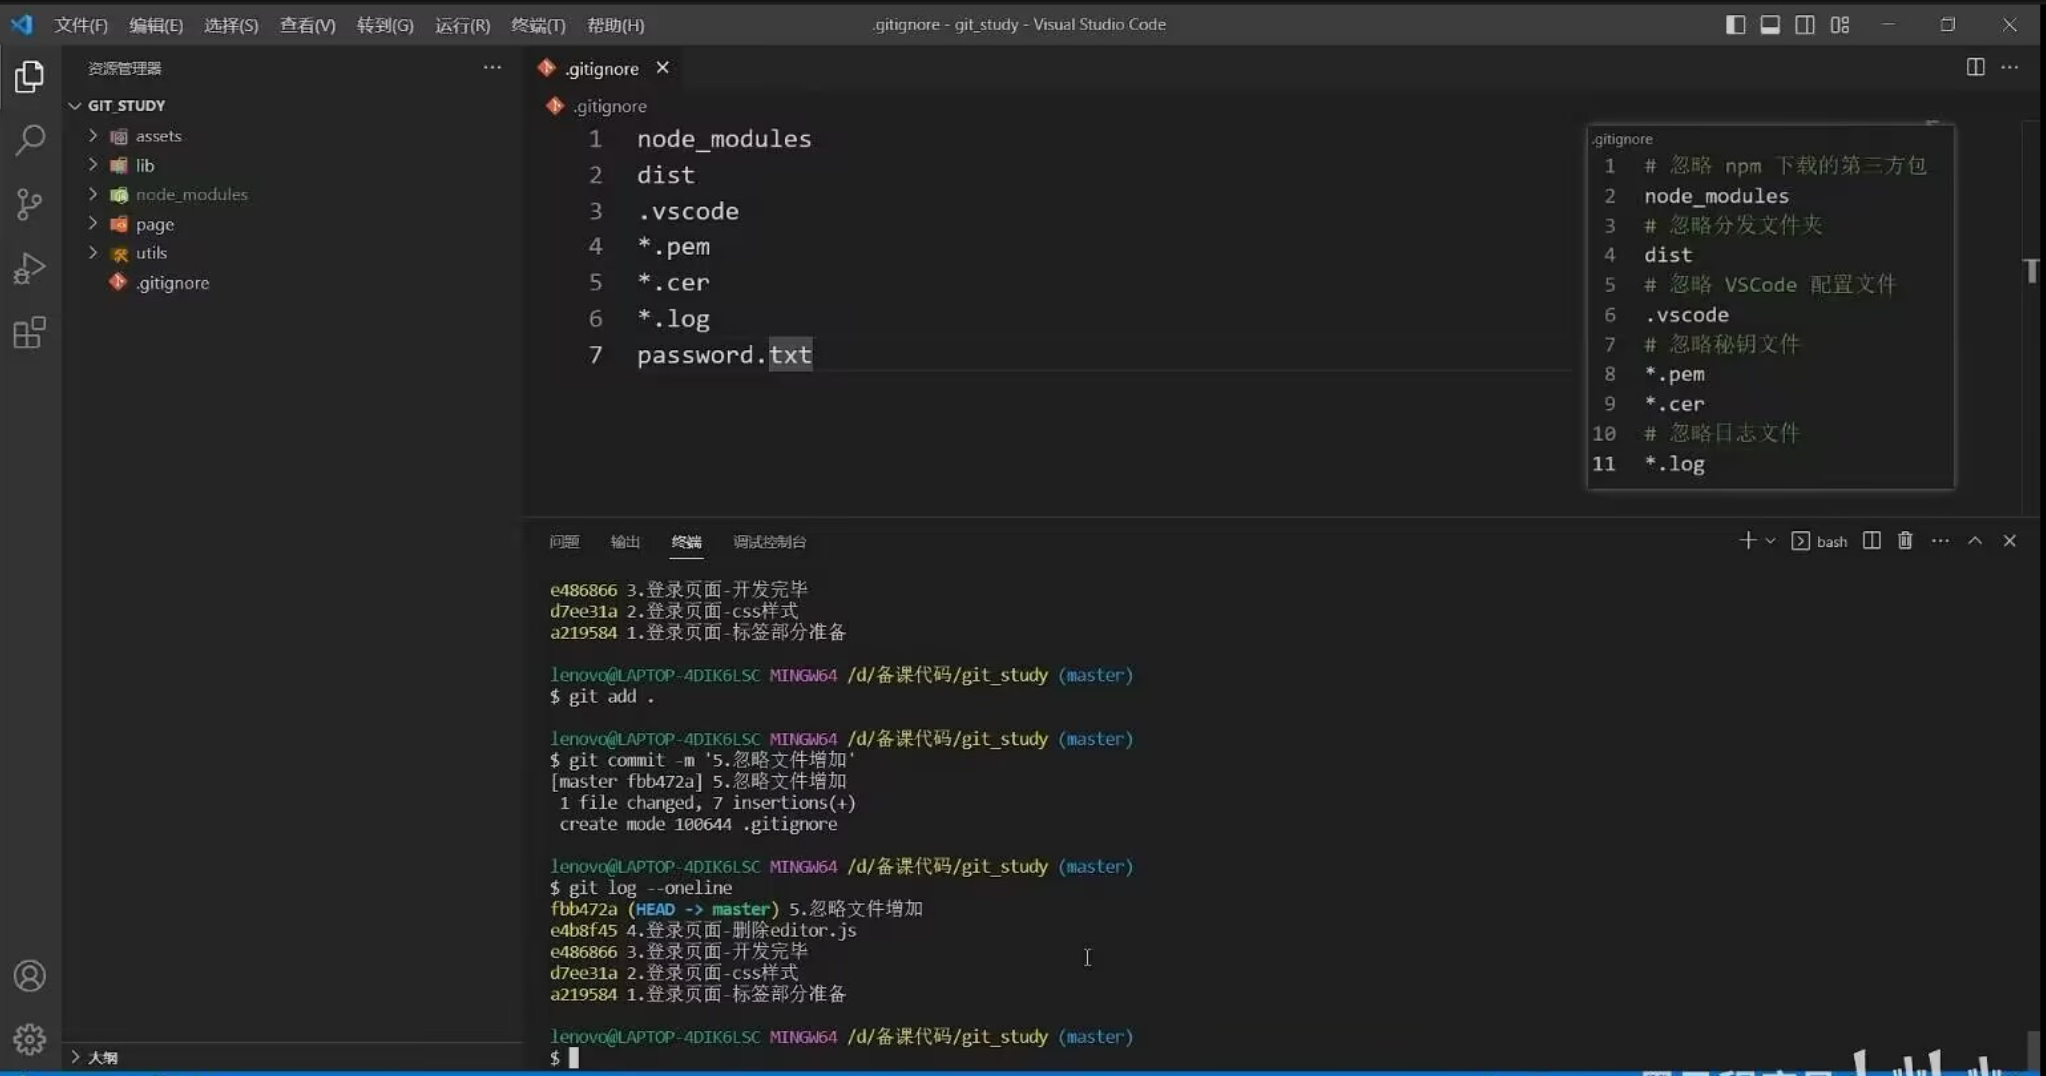 文件(F) 编辑(E) 选择(S) 查看(V) 转到(G) 运行(R) 终端(T) 帮助(H) .gitignore - git_study - Visual Studio Code
资源管理器
GIT_STUDY
assets
lib
node_modules
page
utils
.gitignore
.gitignore
.gitignore
1 node_modules
2 dist
3 .vscode
4 *.pem
5 *.cer
6 *.log
7 password.txt
.gitignore
1 # 忽略 npm 下载的第三方包
2 node_modules
3 # 忽略分发文件夹
4 dist
5 # 忽略 VSCode 配置文件
6 .vscode
7 # 忽略秘钥文件
8 *.pem
9 *.cer
10 # 忽略日志文件
11 *.log
问题 输出 终端 调试控制台 bash
e486866 3.登录页面-开发完毕
d7ee31a 2.登录页面-css样式
a219584 1.登录页面-标签部分准备
lenovo@LAPTOP-4DIK6LSC MINGW64 /d/备课代码/git_study (master)
$ git add .
lenovo@LAPTOP-4DIK6LSC MINGW64 /d/备课代码/git_study (master)
$ git commit -m '5.忽略文件增加'
[master fbb472a] 5.忽略文件增加
1 file changed, 7 insertions(+)
create mode 100644 .gitignore
lenovo@LAPTOP-4DIK6LSC MINGW64 /d/备课代码/git_study (master)
$ git log --oneline
fbb472a (HEAD -> master) 5.忽略文件增加
e4b8f45 4.登录页面-删除editor.js
e486866 3.登录页面-开发完毕
d7ee31a 2.登录页面-css样式
a219584 1.登录页面-标签部分准备
lenovo@LAPTOP-4DIK6LSC MINGW64 /d/备课代码/git_study (master)
$
大纲